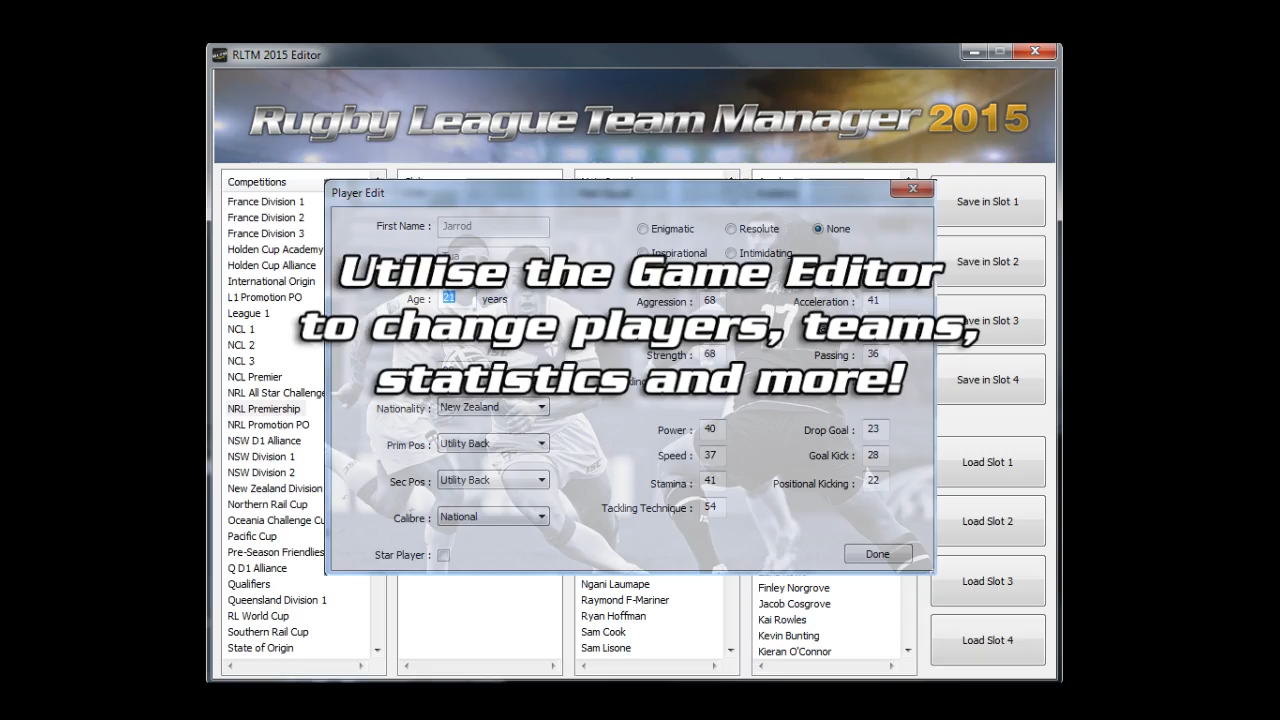 RLTM 2015 Editor
Rugby League Team Manager 2015
Competitions
France Division 1
France Division 2
France Division 3
Holden Cup Academy
Holden Cup Alliance
International Origin
L1 Promotion PO
League 1
NCL 1
NCL 2
NCL 3
NCL Premier
NRL All Star Challenge
NRL Premiership
NRL Promotion PO
NSW D1 Alliance
NSW Division 1
NSW Division 2
New Zealand Division
Northern Rail Cup
Oceania Challenge Cu
Pacific Cup
Pre-Season Friendlies
Q D1 Alliance
Qualifiers
Queensland Division 1
RL World Cup
Southern Rail Cup
State of Origin
Player Edit
First Name : Jarrod
Age : 21 years
Nationality : New Zealand
Prim Pos : Utility Back
Sec Pos : Utility Back
Calibre : National
Star Player :
Enigmatic Resolute None
Inspirational Intimidating
Aggression : 68 Acceleration : 41
Strength : 68 Passing : 36
Power : 40 Drop Goal : 23
Speed : 37 Goal Kick : 28
Stamina : 41 Positional Kicking : 22
Tackling Technique : 54
Done
Utilise the Game Editor
to change players, teams,
statistics and more!
Ngani Laumape
Raymond F-Mariner
Ryan Hoffman
Sam Cook
Sam Lisone
Finley Norgrove
Jacob Cosgrove
Kai Rowles
Kevin Bunting
Kieran O'Connor
Save in Slot 1
Save in Slot 2
Save in Slot 3
Save in Slot 4
Load Slot 1
Load Slot 2
Load Slot 3
Load Slot 4